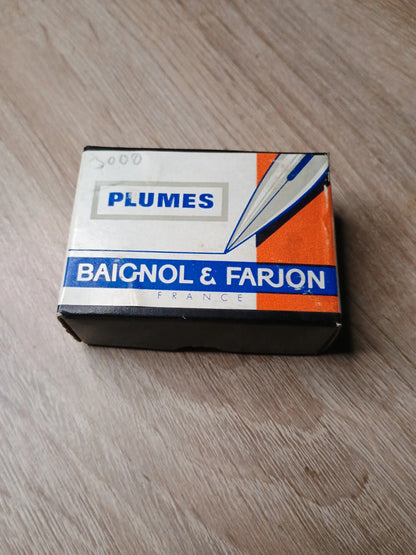 3000
PLUMES
BAIGNOL & FARJON
FRANCE